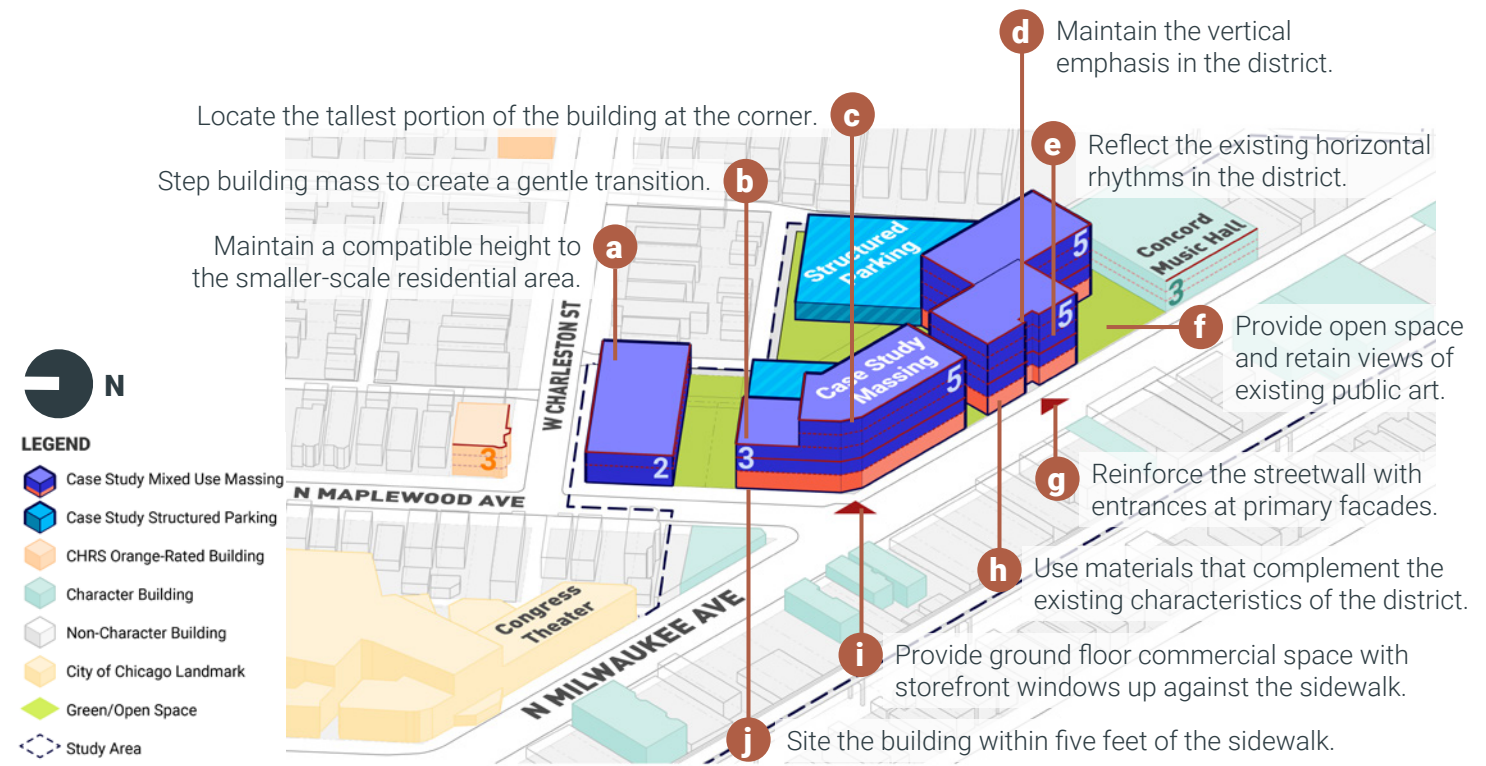 d
Maintain the vertical
emphasis in the district.
Locate the tallest portion of the building at the corner.
c
e
Reflect the existing horizontal
rhythms in the district.
Step building mass to create a gentle transition.
b
Maintain a compatible height to
the smaller-scale residential area.
a
Structured
Parking
5
Concord
Music Hall
3
5
f
Provide open space
and retain views of
existing public art.
W CHARLESTON ST
Case Study
Massing
5
N
3
2
3
N MAPLEWOOD AVE
g
Reinforce the streetwall with
entrances at primary facades.
h
Use materials that complement the
existing characteristics of the district.
Congress
Theater
N MILWAUKEE AVE
i
Provide ground floor commercial space with
storefront windows up against the sidewalk.
j
Site the building within five feet of the sidewalk.
LEGEND
Case Study Mixed Use Massing
Case Study Structured Parking
CHRS Orange-Rated Building
Character Building
Non-Character Building
City of Chicago Landmark
Green/Open Space
Study Area